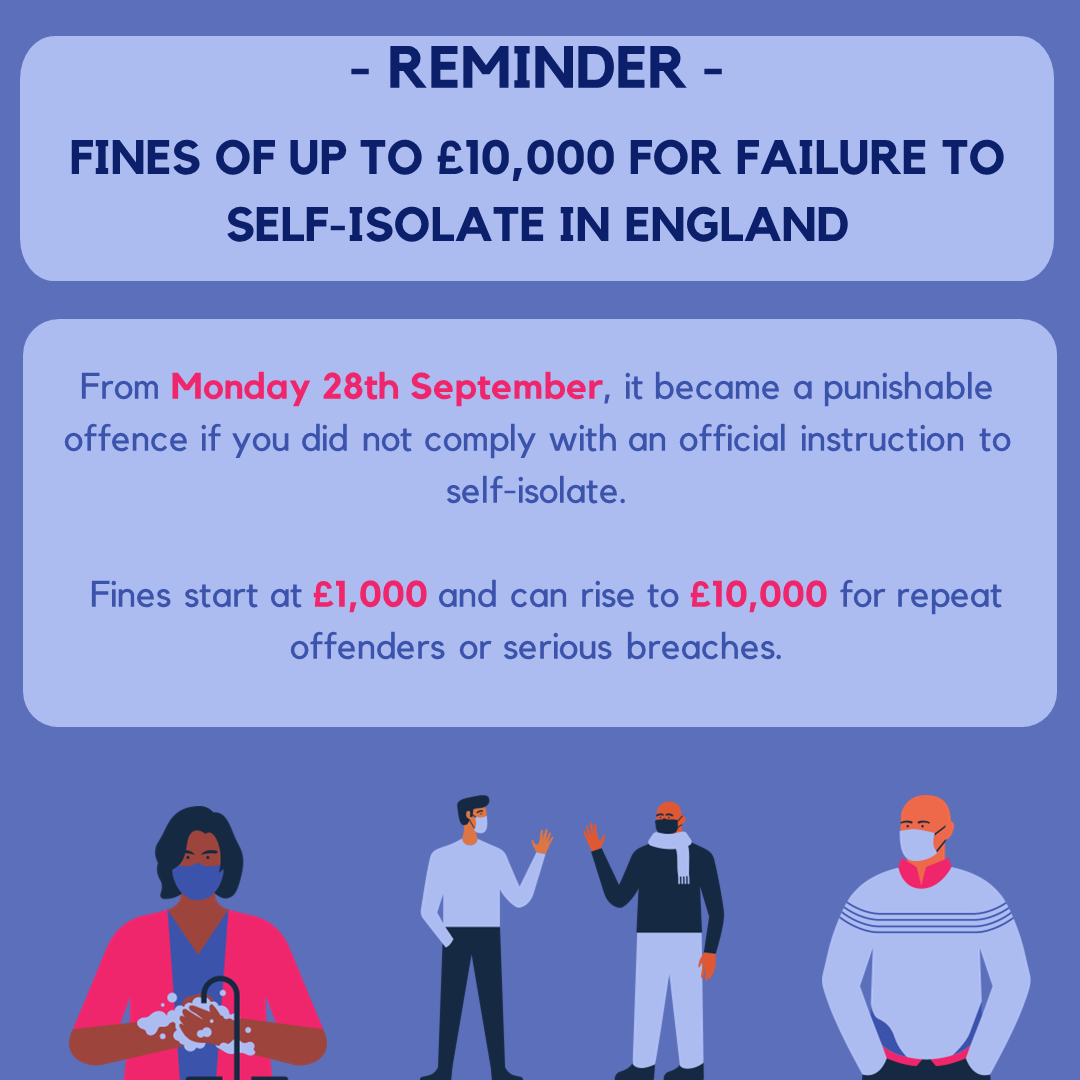 - REMINDER -
FINES OF UP TO £10,000 FOR FAILURE TO
SELF-ISOLATE IN ENGLAND
From Monday 28th September, it became a punishable
offence if you did not comply with an official instruction to
self-isolate.
Fines start at £1,000 and can rise to £10,000 for repeat
offenders or serious breaches.